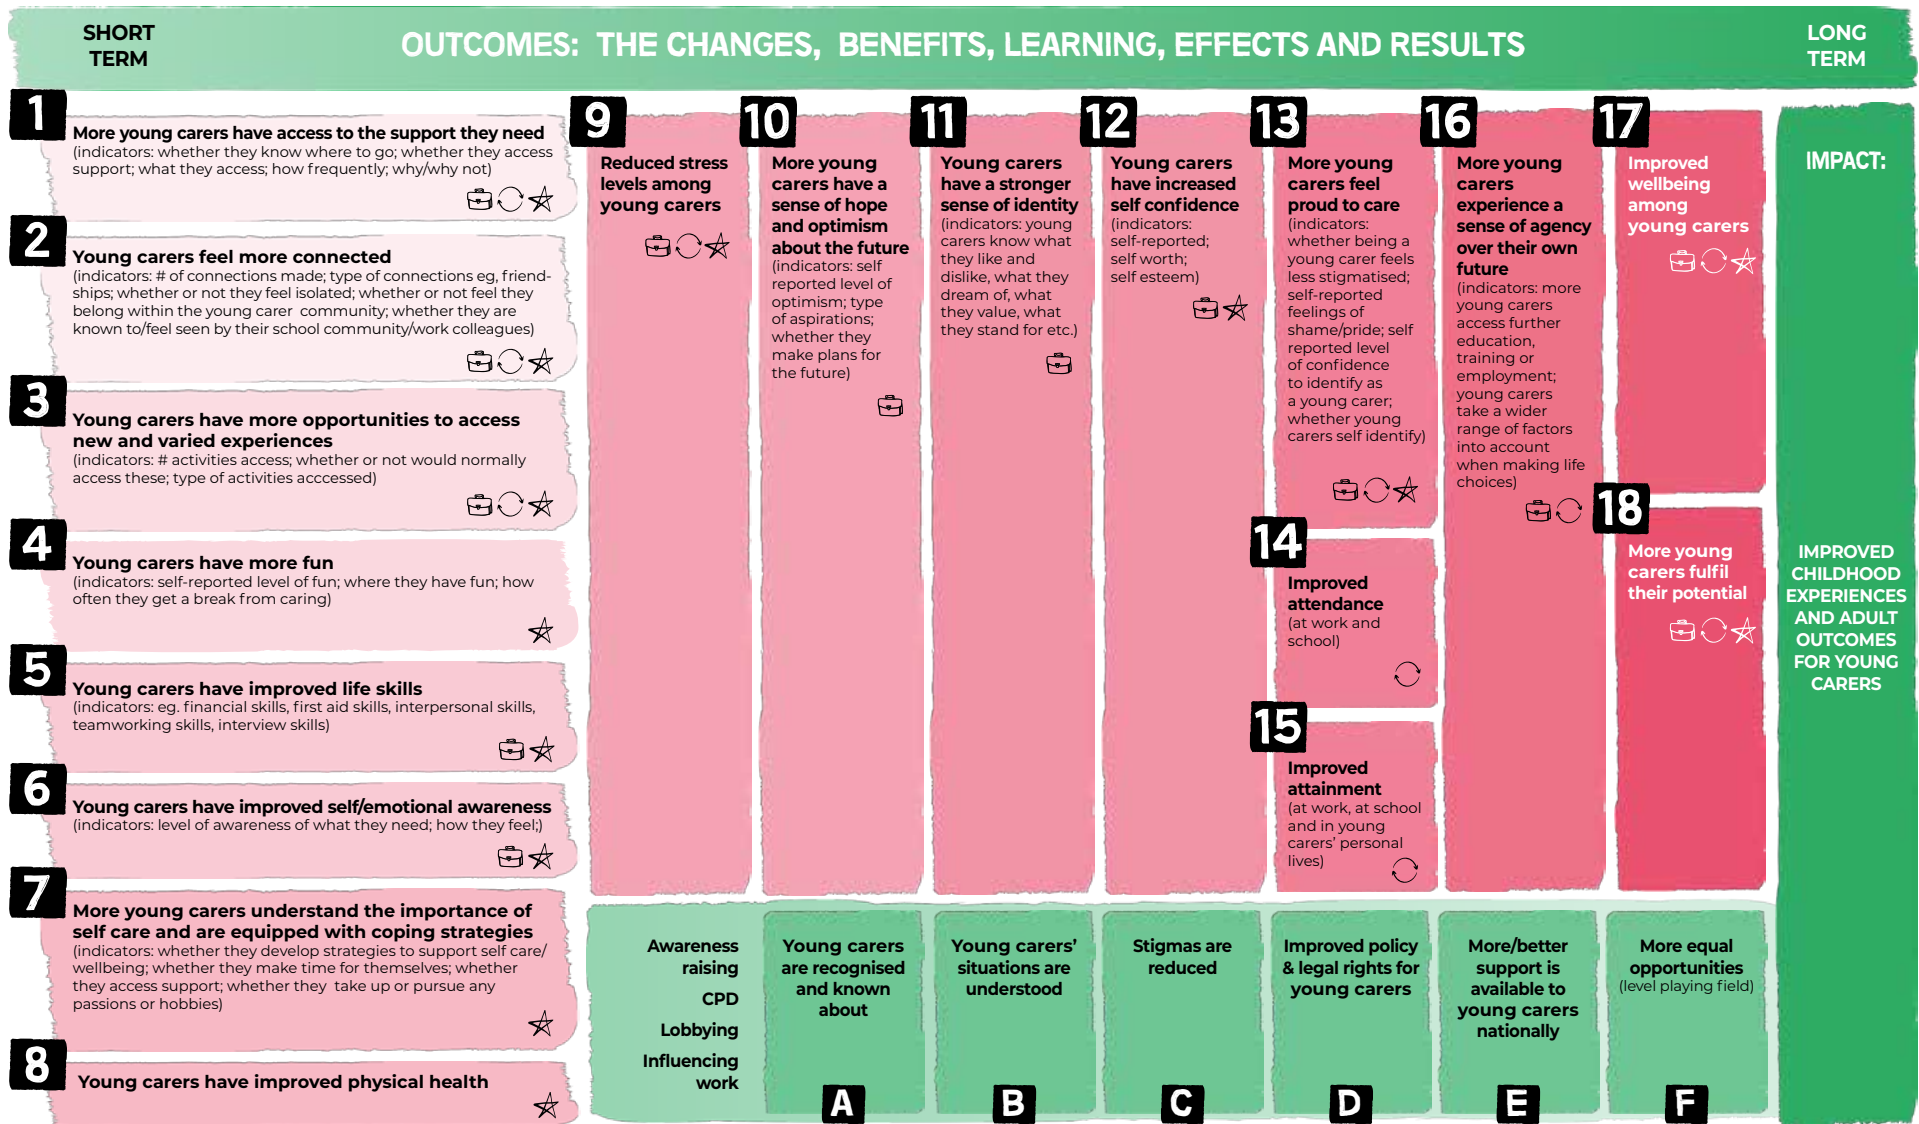 SHORT
TERM
OUTCOMES: THE CHANGES, BENEFITS, LEARNING, EFFECTS AND RESULTS
LONG
TERM
1
More young carers have access to the support they need
(indicators: whether they know where to go; whether they access
support; what they access; how frequently; why/why not)
2
Young carers feel more connected
(indicators: # of connections made; type of connections eg, friend-
ships; whether or not they feel isolated; whether or not feel they
belong within the young carer community; whether they are
known to/feel seen by their school community/work colleagues)
3
Young carers have more opportunities to access
new and varied experiences
(indicators: # activities access; whether or not would normally
access these; type of activities acccessed)
4
Young carers have more fun
(indicators: self-reported level of fun; where they have fun; how
often they get a break from caring)
5
Young carers have improved life skills
(indicators: eg. financial skills, first aid skills, interpersonal skills,
teamworking skills, interview skills)
6
Young carers have improved self/emotional awareness
(indicators: level of awareness of what they need; how they feel;)
7
More young carers understand the importance of
self care and are equipped with coping strategies
(indicators: whether they develop strategies to support self care/
wellbeing; whether they make time for themselves; whether
they access support; whether they take up or pursue any
passions or hobbies)
8
Young carers have improved physical health
9
Reduced stress
levels among
young carers
10
More young
carers have a
sense of hope
and optimism
about the future
(indicators: self
reported level of
optimism; type
of aspirations;
whether they
make plans for
the future)
11
Young carers
have a stronger
sense of identity
(indicators: young
carers know what
they like and
dislike, what they
dream of, what
they value, what
they stand for etc.)
12
Young carers
have increased
self confidence
(indicators:
self-reported;
self worth;
self esteem)
13
More young
carers feel
proud to care
(indicators:
whether being a
young carer feels
less stigmatised;
self-reported
feelings of
shame/pride; self
reported level
of confidence
to identify as
a young carer;
whether young
carers self identify)
14
Improved
attendance
(at work and
school)
15
Improved
attainment
(at work, at school
and in young
carers' personal
lives)
16
More young
carers
experience a
sense of agency
over their own
future
(indicators: more
young carers
access further
education,
training or
employment;
young carers
take a wider
range of factors
into account
when making life
choices)
17
Improved
wellbeing
among
young carers
18
More young
carers fulfil
their potential
IMPACT:
IMPROVED
CHILDHOOD
EXPERIENCES
AND ADULT
OUTCOMES
FOR YOUNG
CARERS
Awareness
raising
CPD
Lobbying
Influencing
work
Young carers
are recognised
and known
about
A
Young carers'
situations are
understood
B
Stigmas are
reduced
C
Improved policy
& legal rights for
young carers
D
More/better
support is
available to
young carers
nationally
E
More equal
opportunities
(level playing field)
F